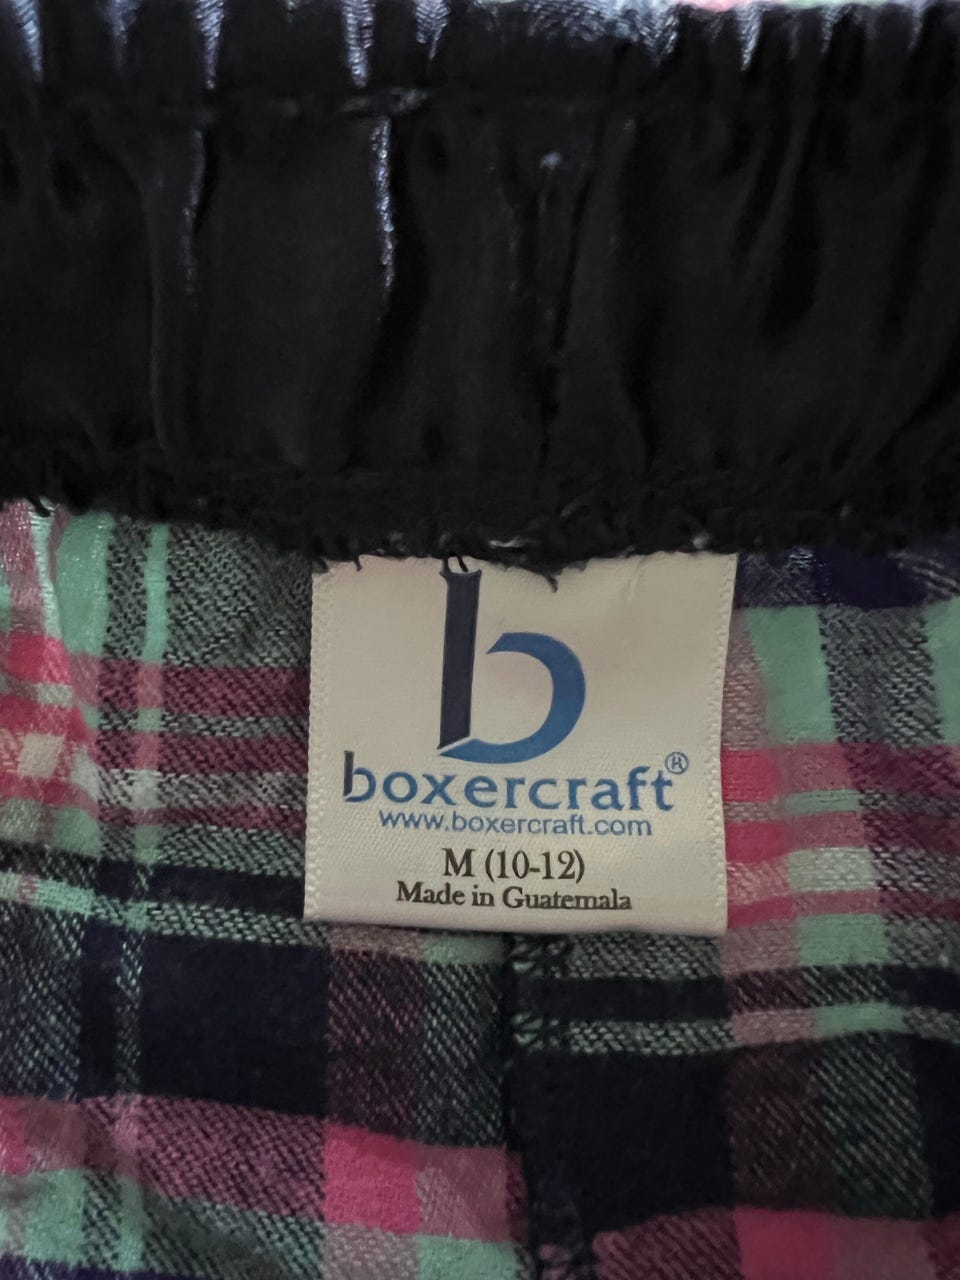 b
boxercraft®
www.boxercraft.com
M (10-12)
Made in Guatemala